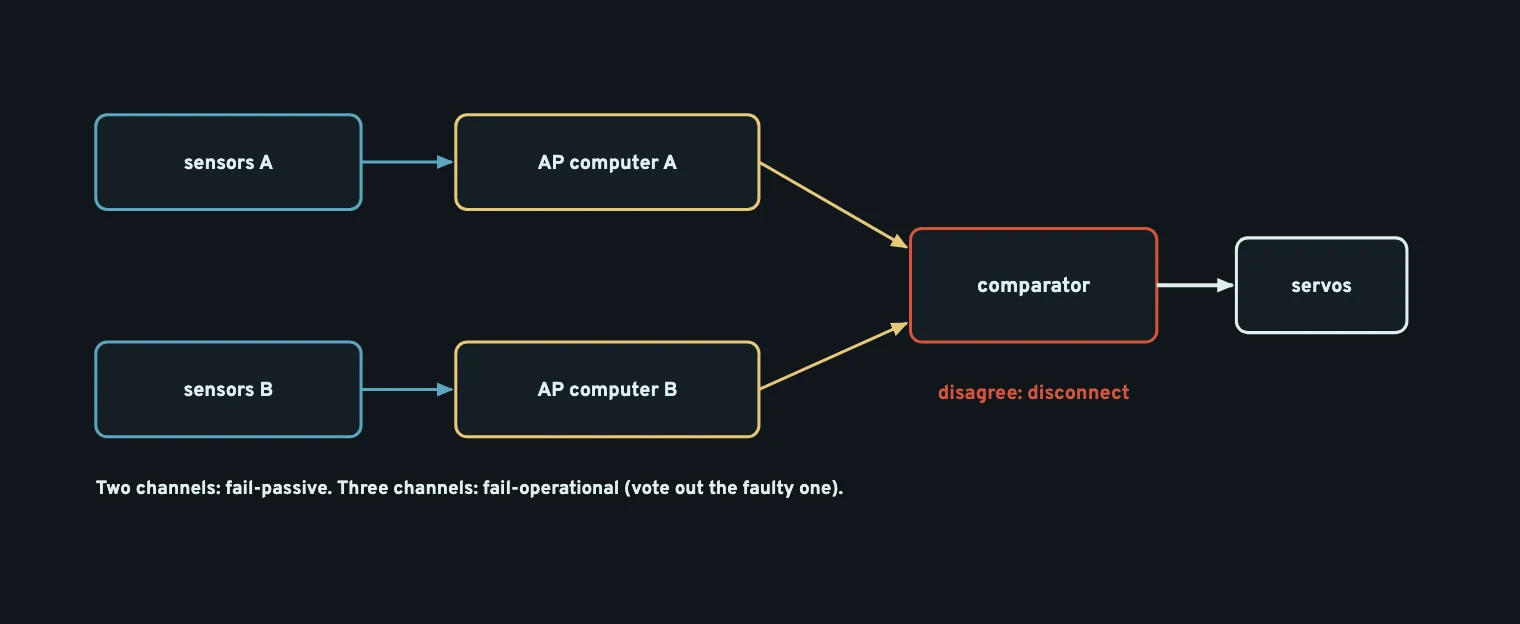 sensors A
AP computer A
comparator
servos
sensors B
AP computer B
disagree: disconnect
Two channels: fail-passive. Three channels: fail-operational (vote out the faulty one).